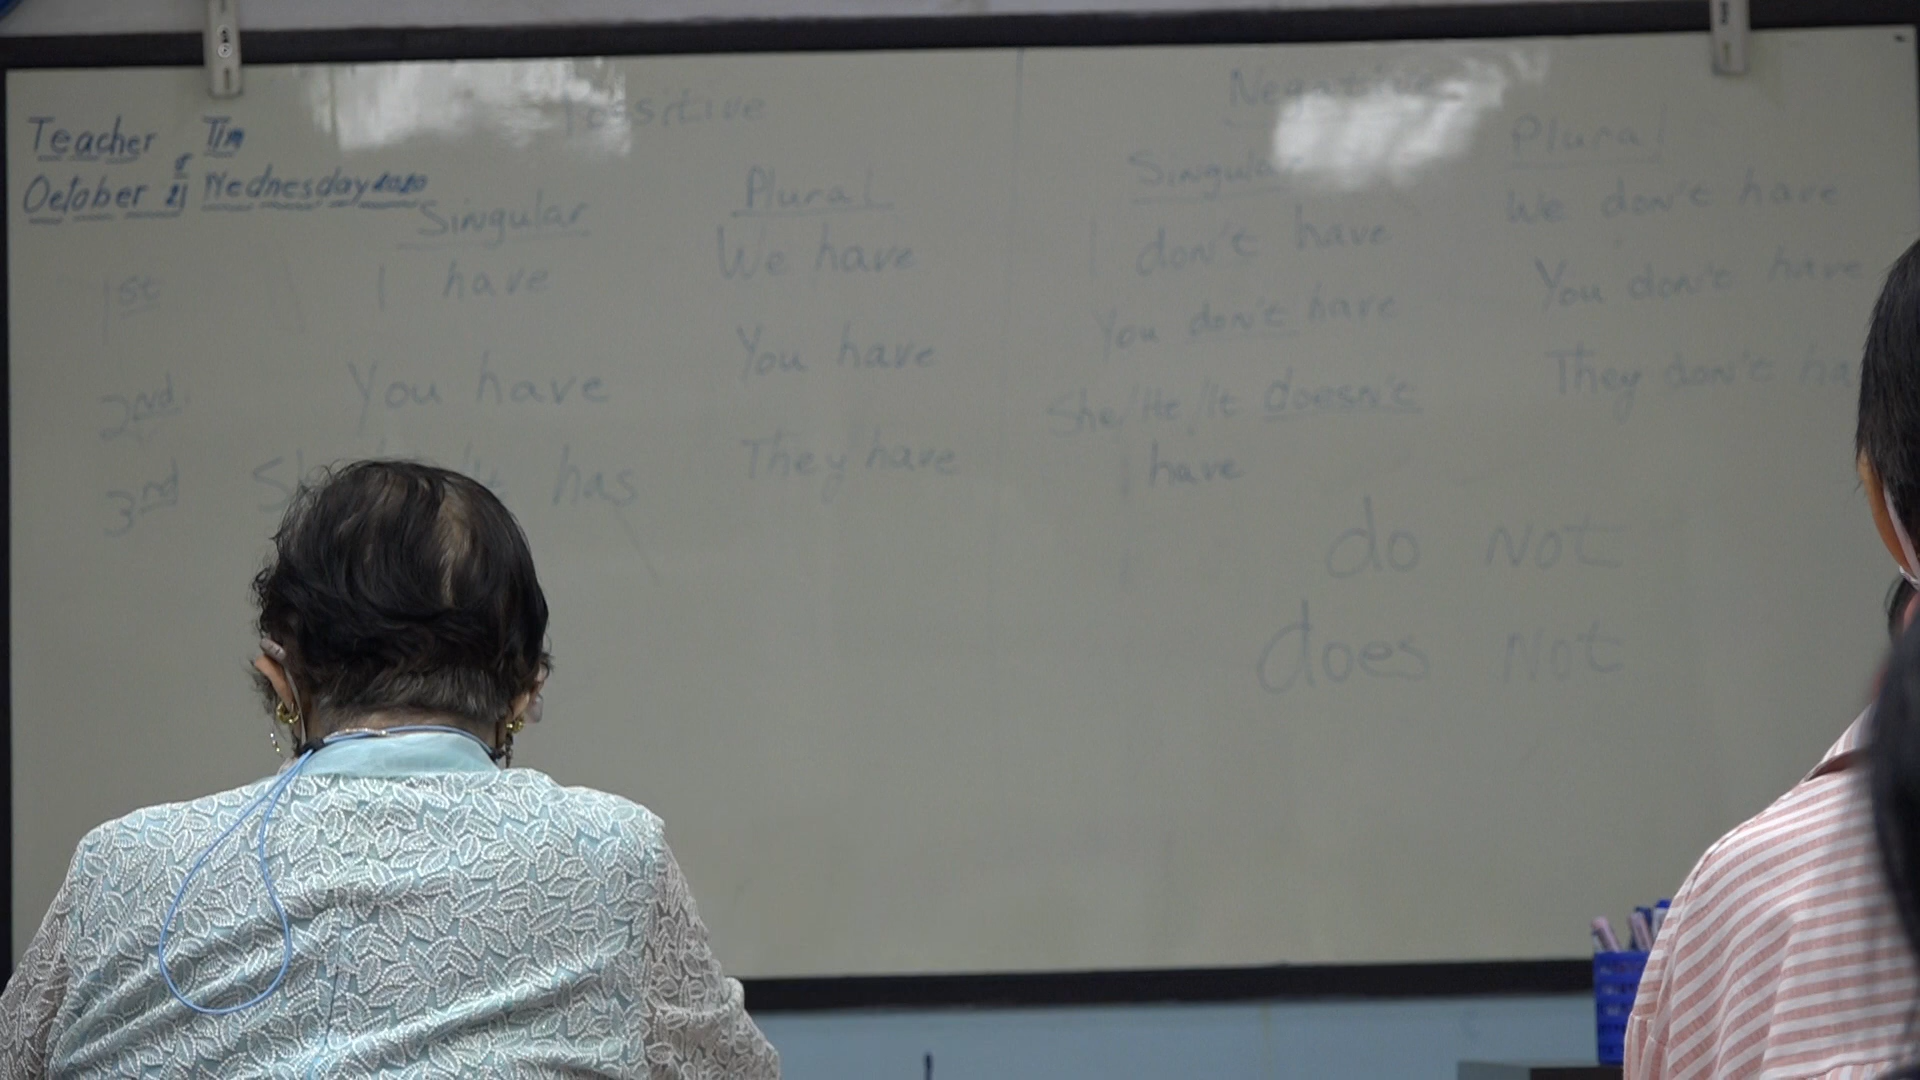 Teacher Tim
October 21 Wednesday 2020
Possitive
Singular Plural
1st I have We have
2nd You have You have
3rd has They have
Negative
Singular Plural
I don't have We don't have
You don't have You don't have
She/He/It doesn't They don't
have
do not
does not